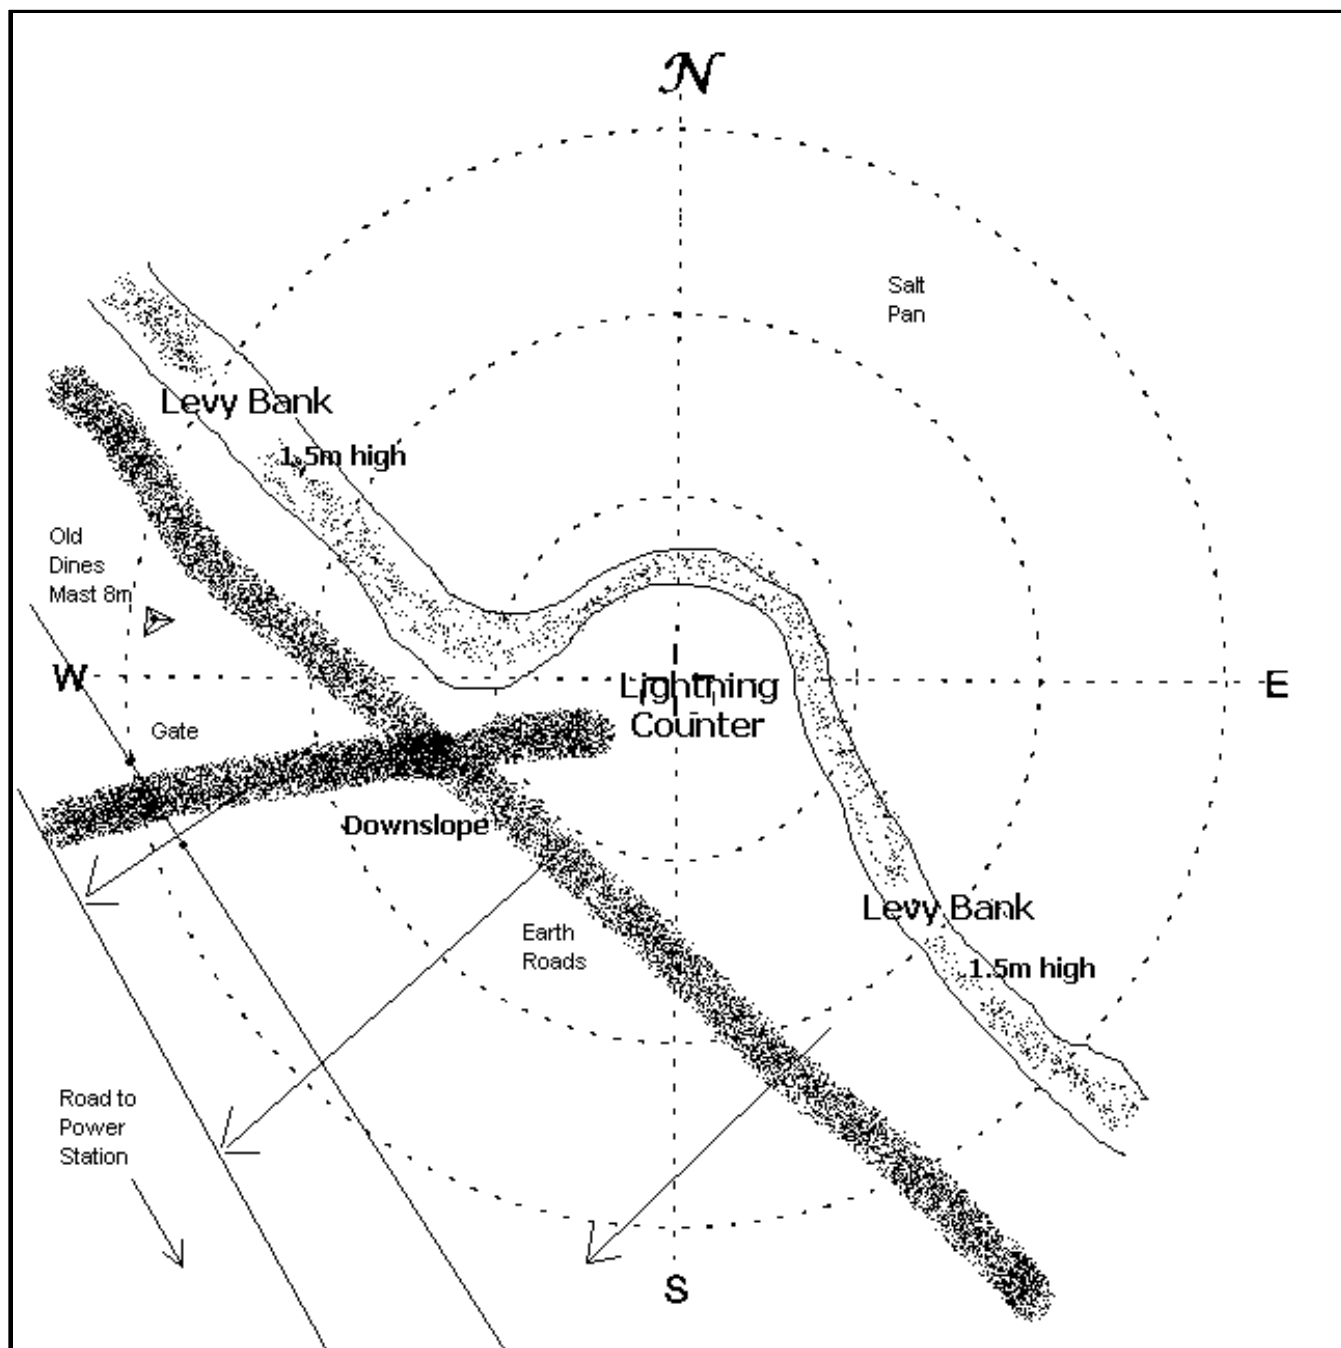 N
Salt
Pan
Levy Bank
1.5m high
Old
Dines
Mast 8m
W
E
Lightning
Counter
Gate
Downslope
Levy Bank
Earth
Roads
1.5m high
Road to
Power
Station
S